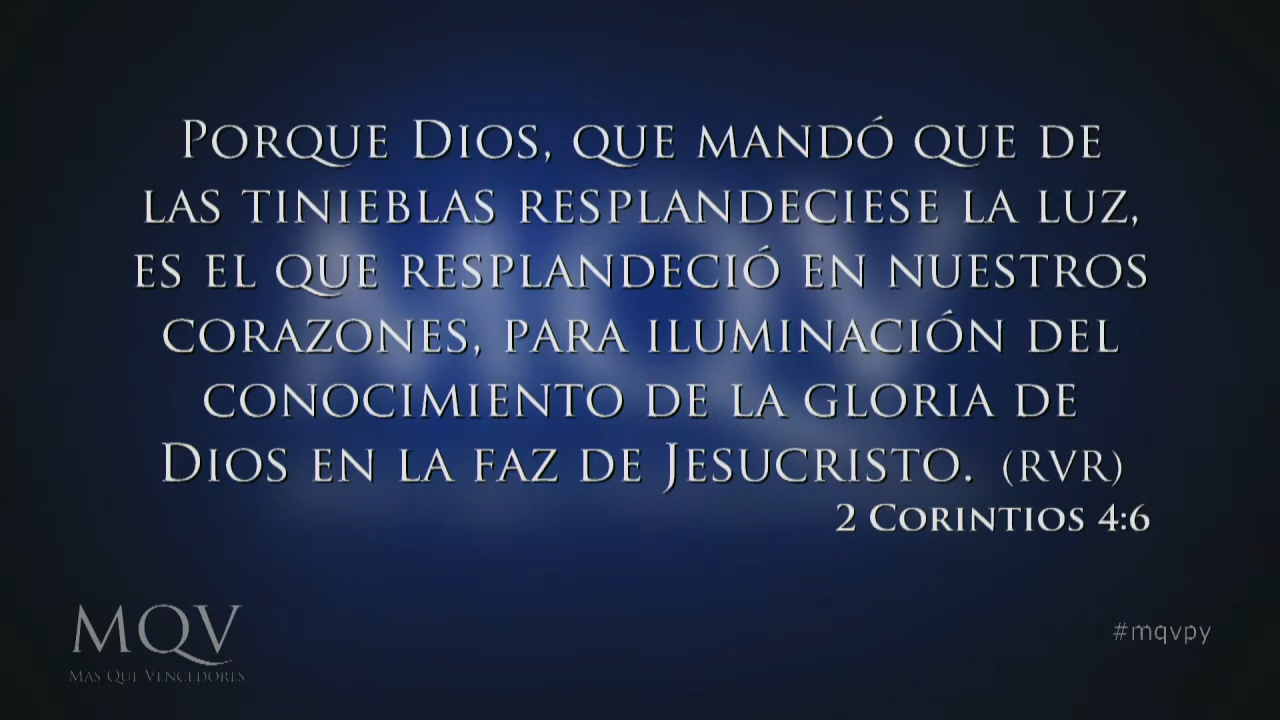 Porque Dios, que mandó que de
las tinieblas resplandeciese la luz,
es el que resplandeció en nuestros
corazones, para iluminación del
conocimiento de la gloria de
Dios en la faz de Jesucristo. (RVR)
2 Corintios 4:6
MQV
Mas Que Vencedores
#mqvpy
MQV